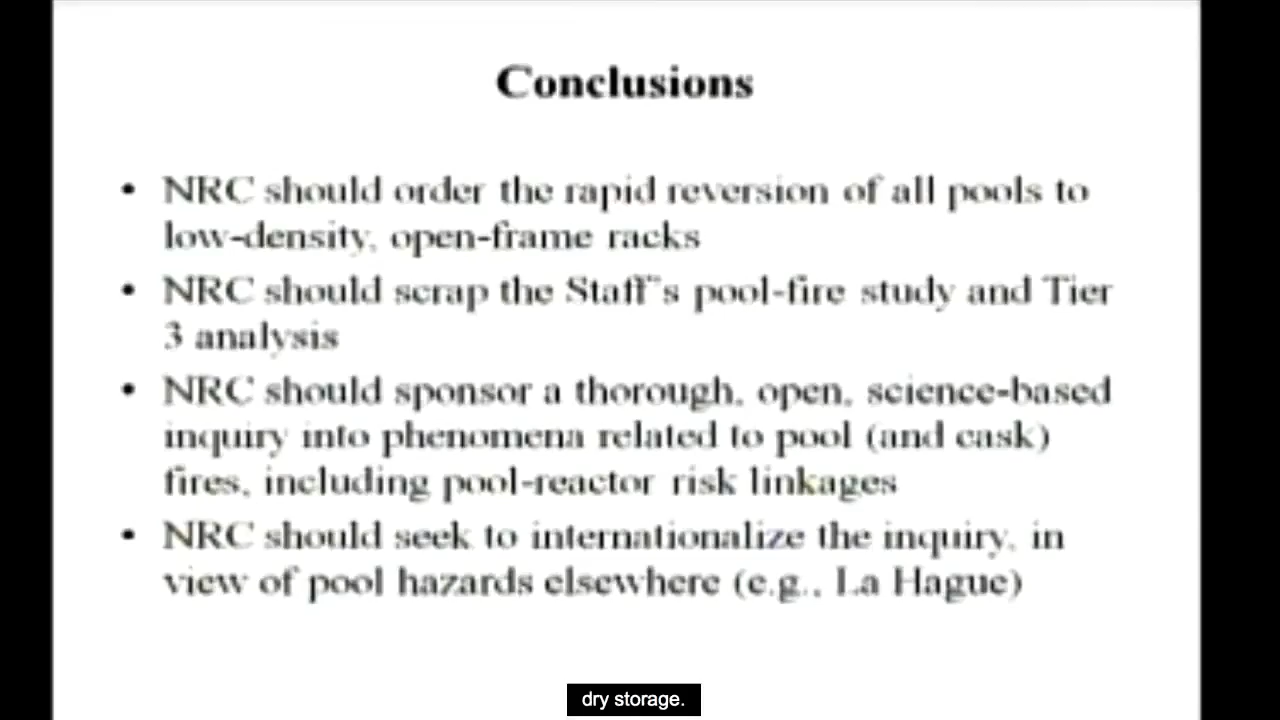 Conclusions
• NRC should order the rapid reversion of all pools to
low-density, open-frame racks
• NRC should scrap the Staff's pool-fire study and Tier
3 analysis
• NRC should sponsor a thorough, open, science-based
inquiry into phenomena related to pool (and cask)
fires, including pool-reactor risk linkages
• NRC should seek to internationalize the inquiry, in
view of pool hazards elsewhere (e.g., La Hague)
dry storage.